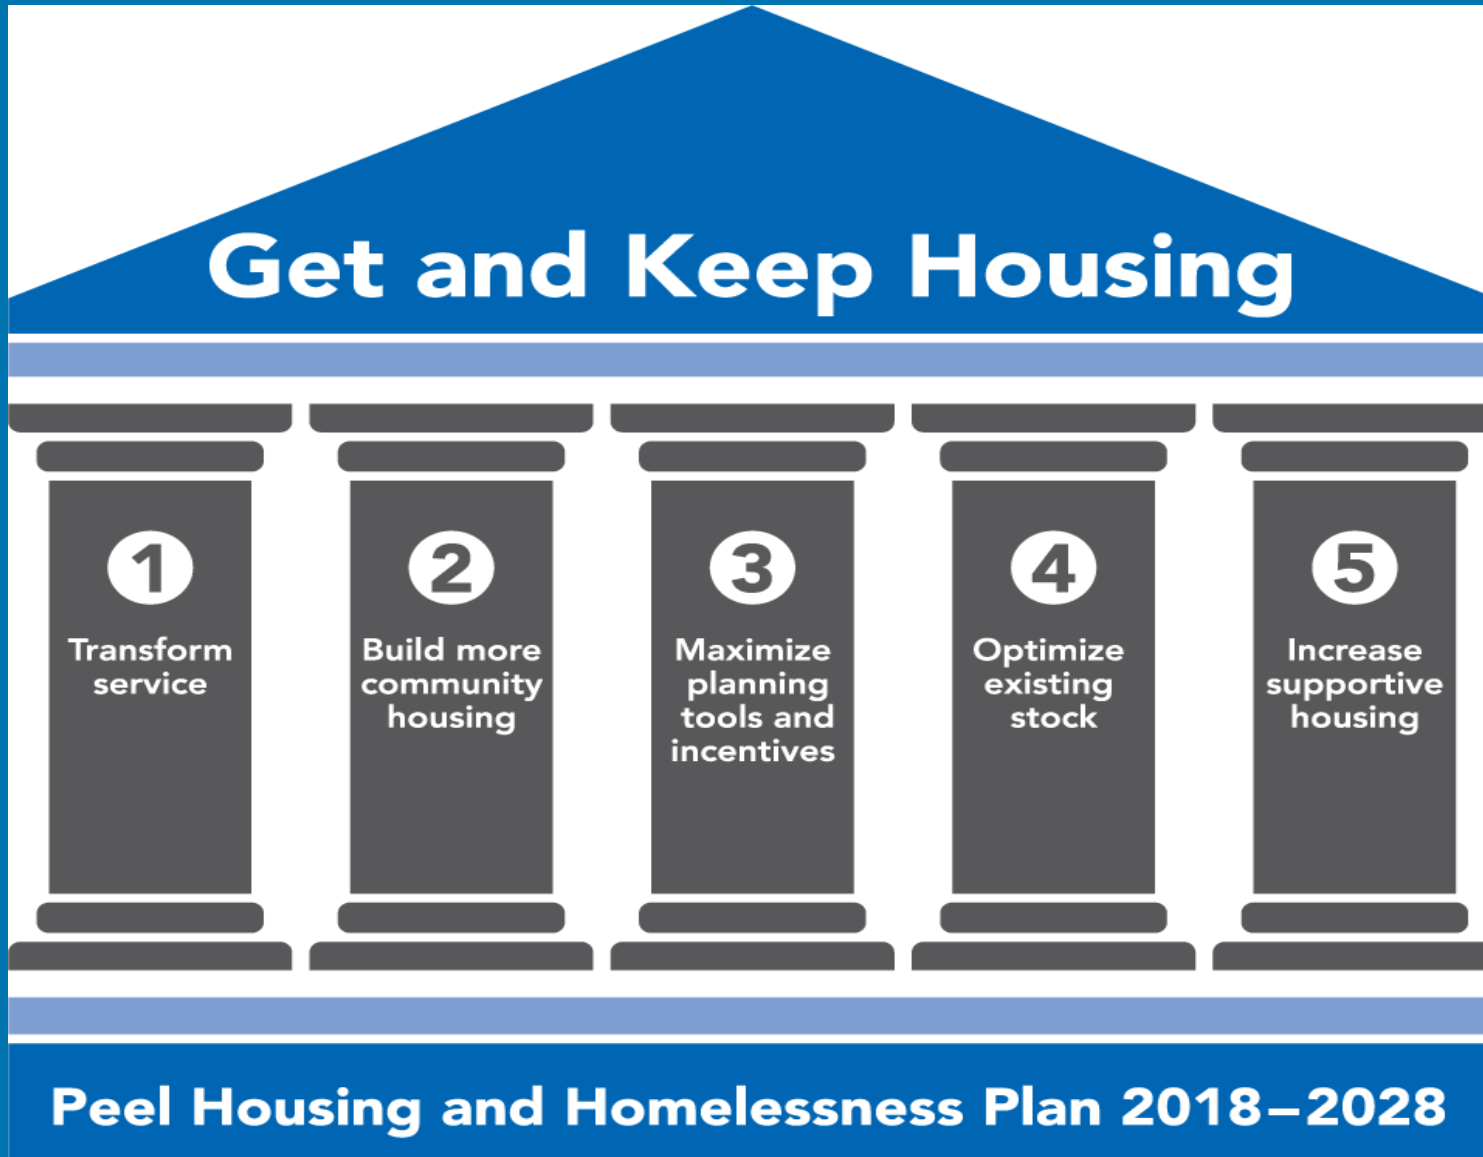 Get and Keep Housing
1
Transform
service
2
Build more
community
housing
3
Maximize
planning
tools and
incentives
4
Optimize
existing
stock
5
Increase
supportive
housing
Peel Housing and Homelessness Plan 2018–2028